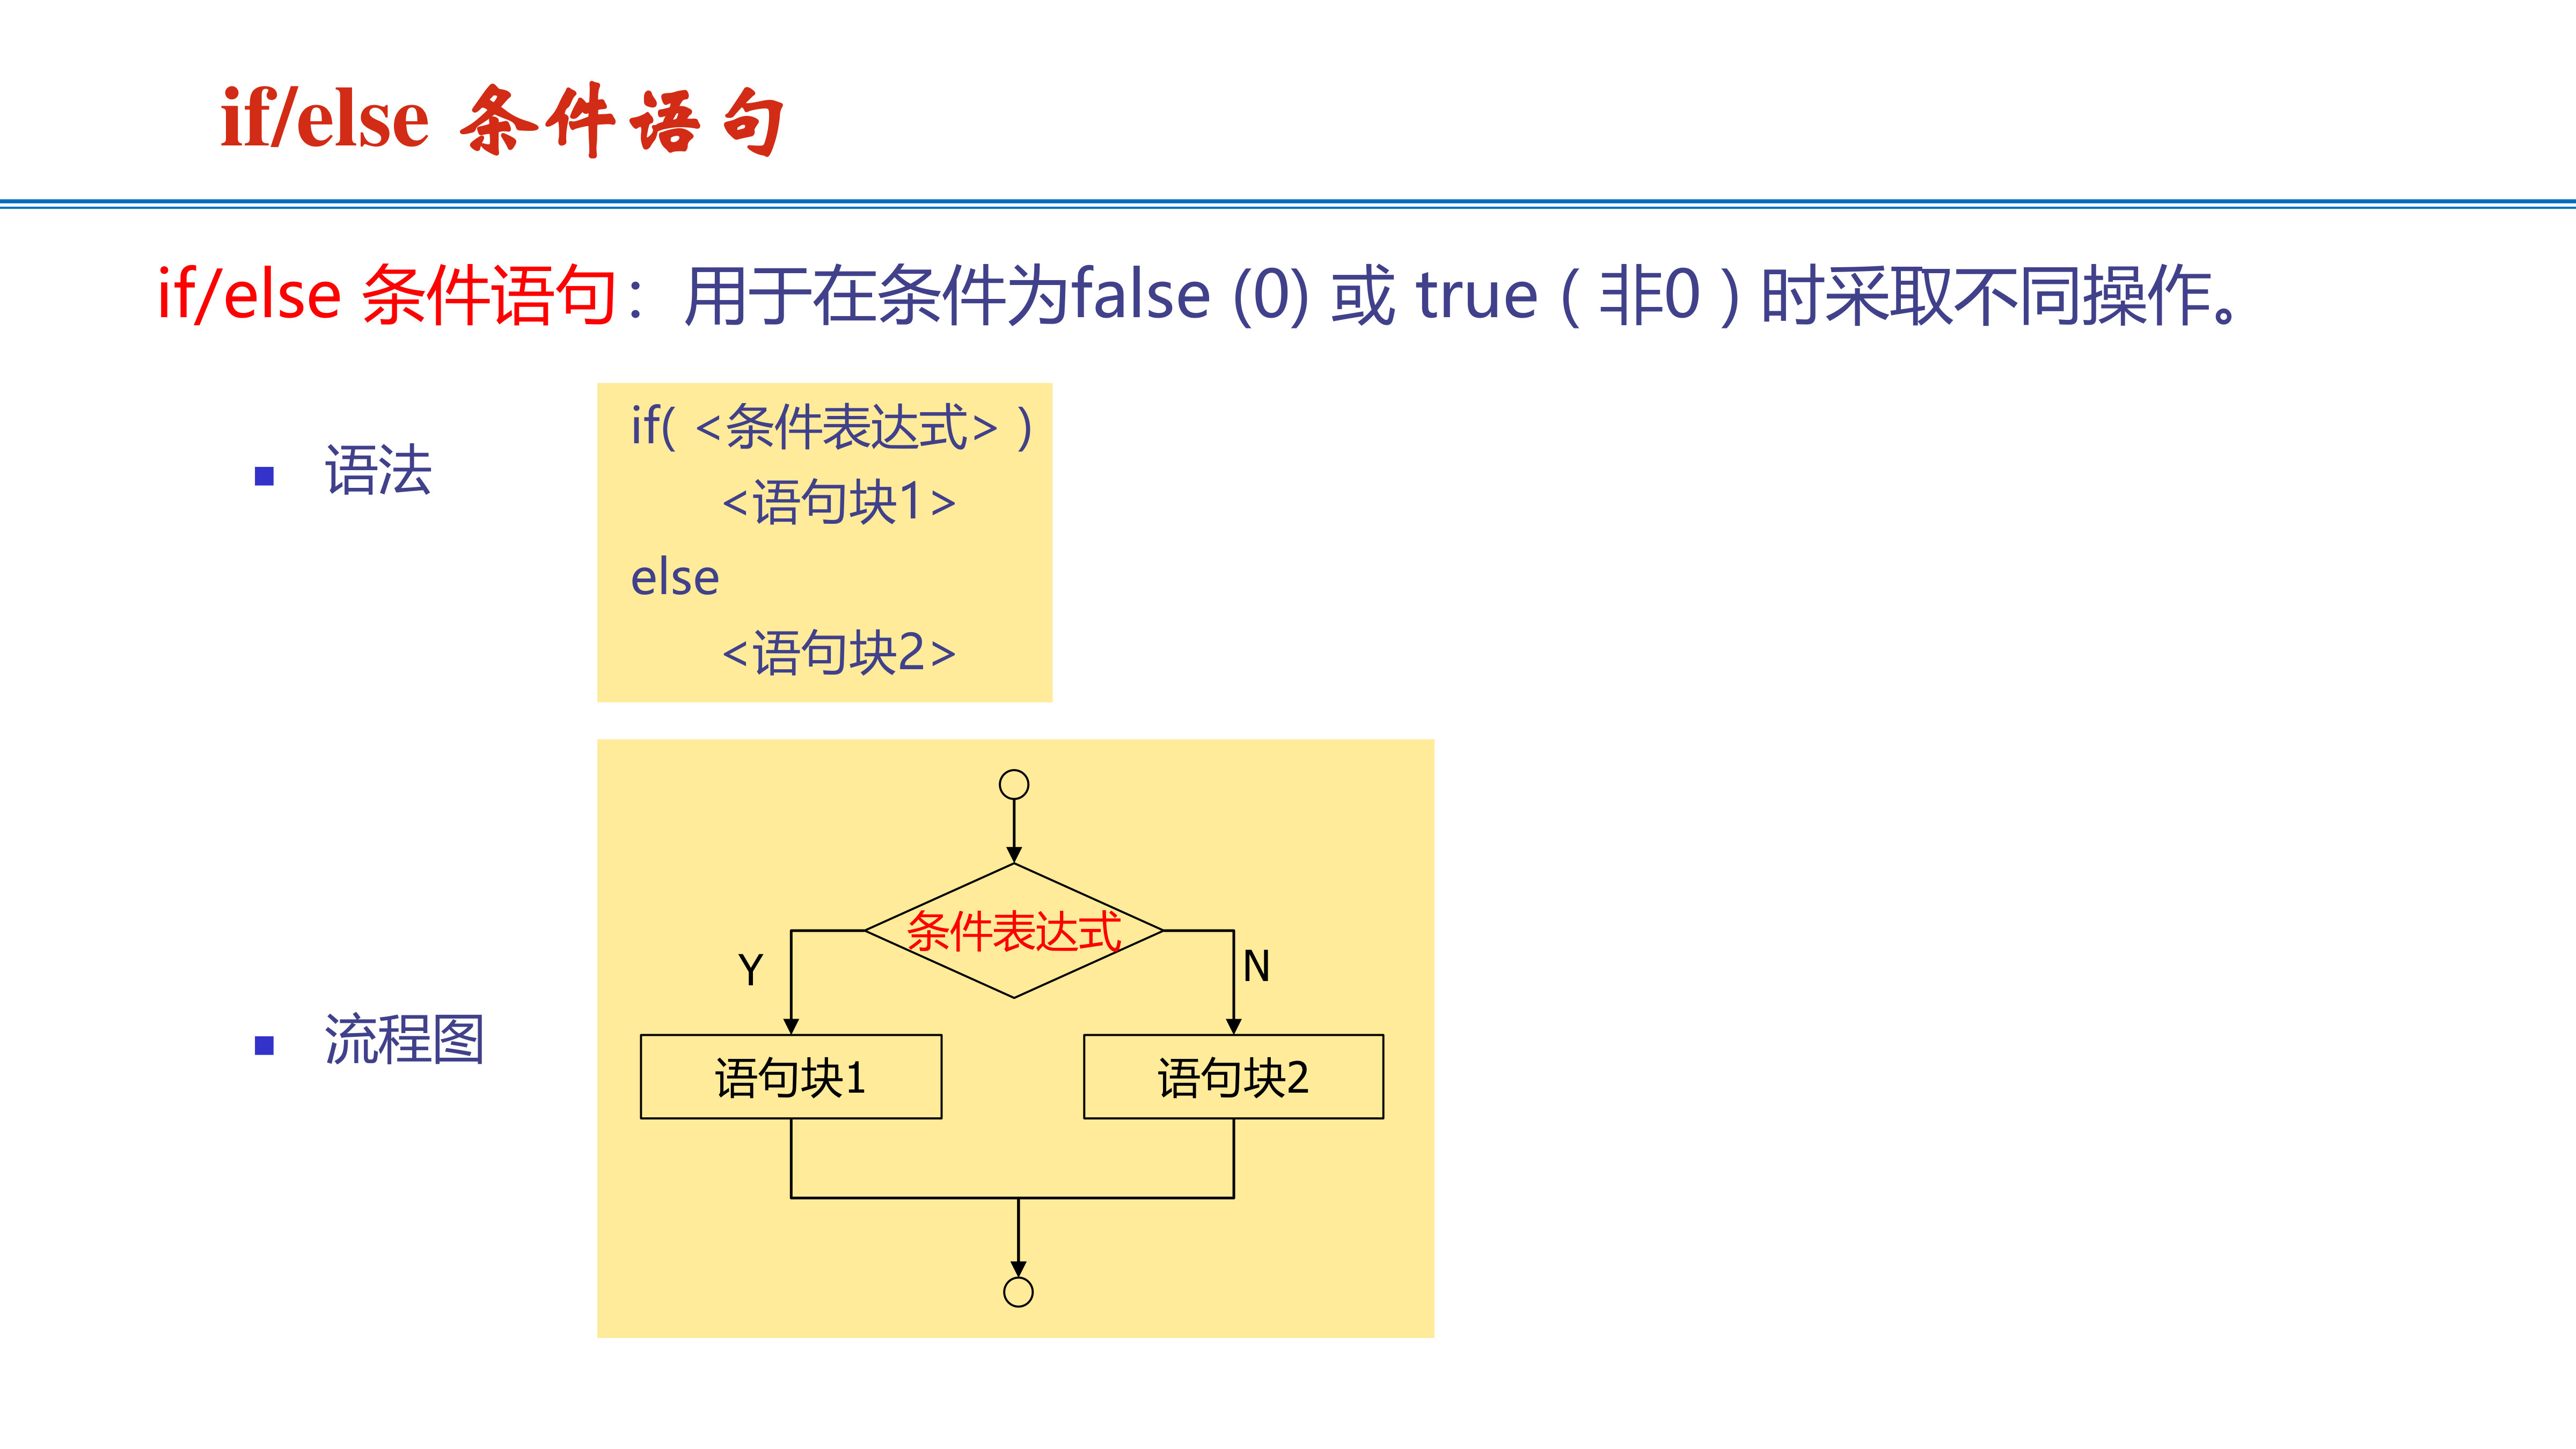 if/else 条件语句
if/else 条件语句：用于在条件为false (0) 或 true ( 非0 ) 时采取不同操作。
语法
if( <条件表达式> )
<语句块1>
else
<语句块2>
流程图
条件表达式
Y
N
语句块1
语句块2